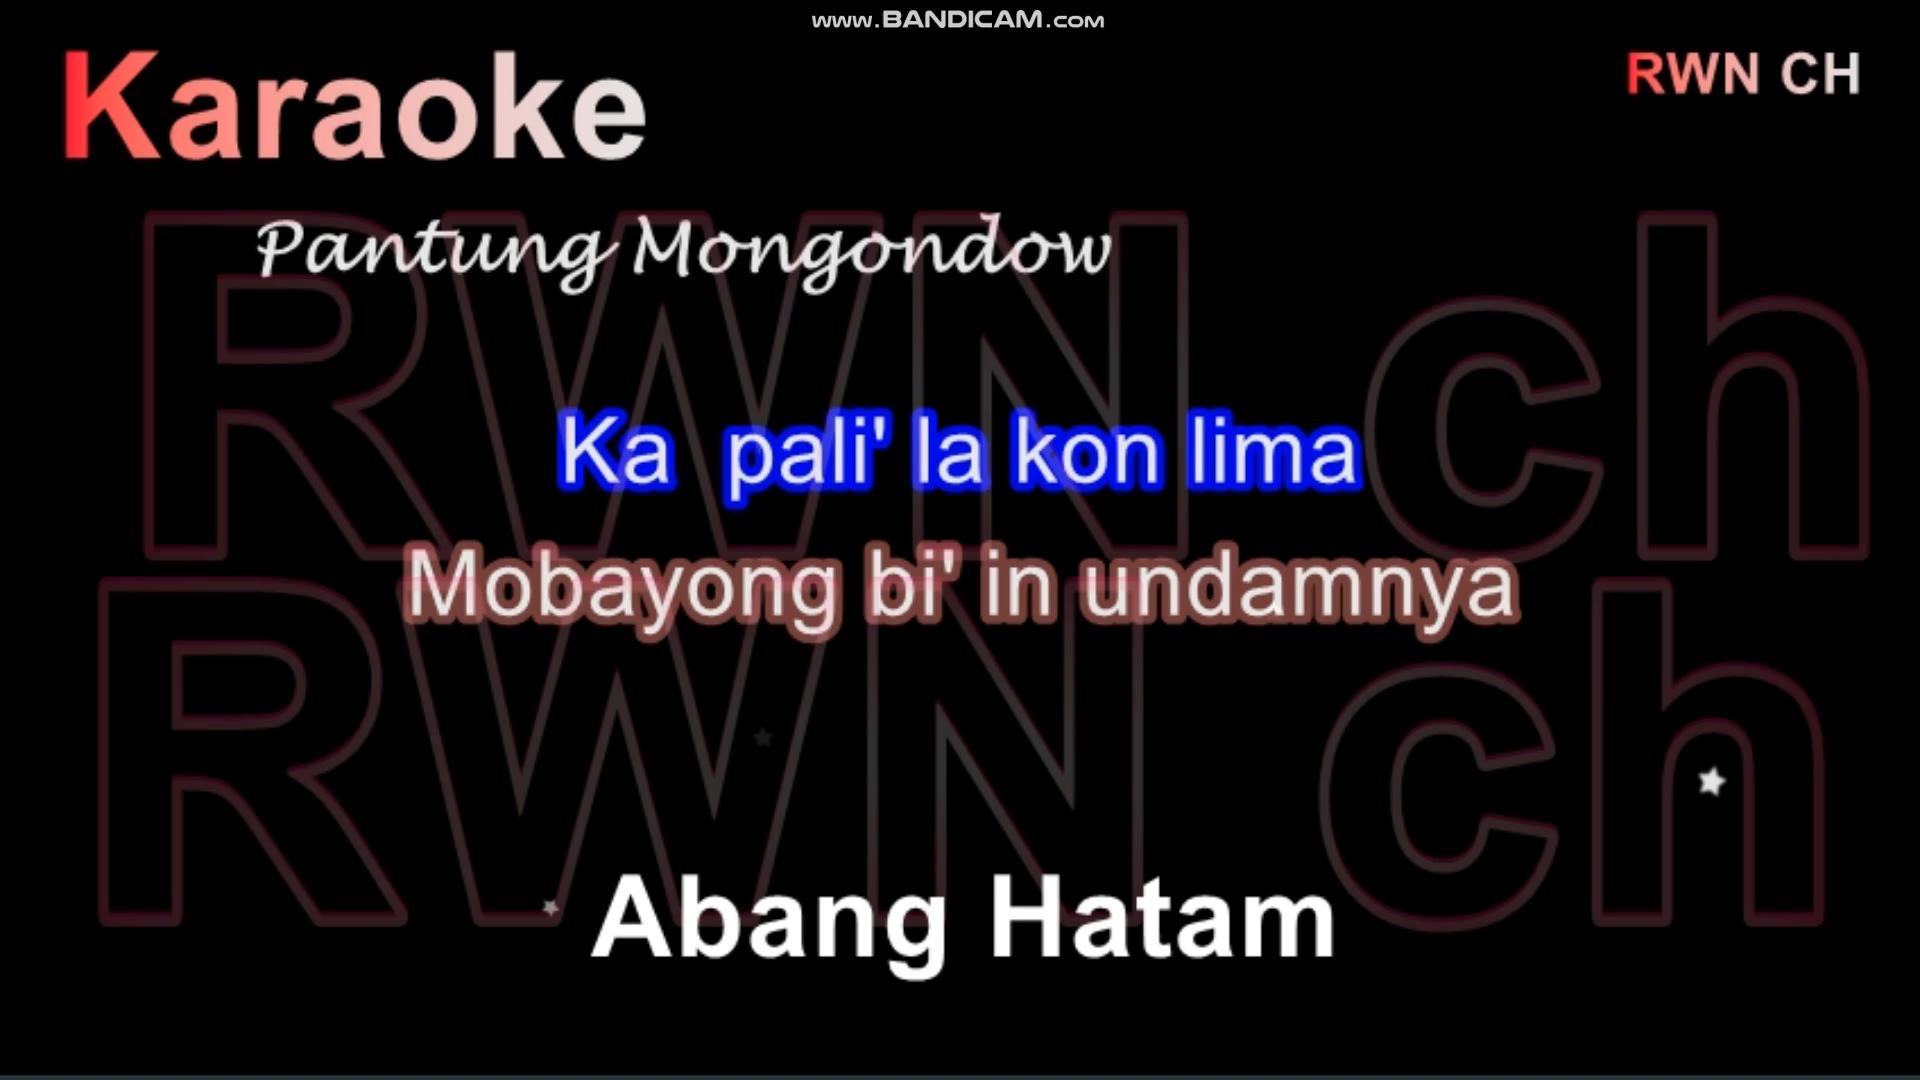 www.BANDICAM.com
Karaoke
RWN CH
Pantung Mongondow
RWN ch
Ka pali' la kon lima
Mobayong bi' in undamnya
RWN ch
Abang Hatam